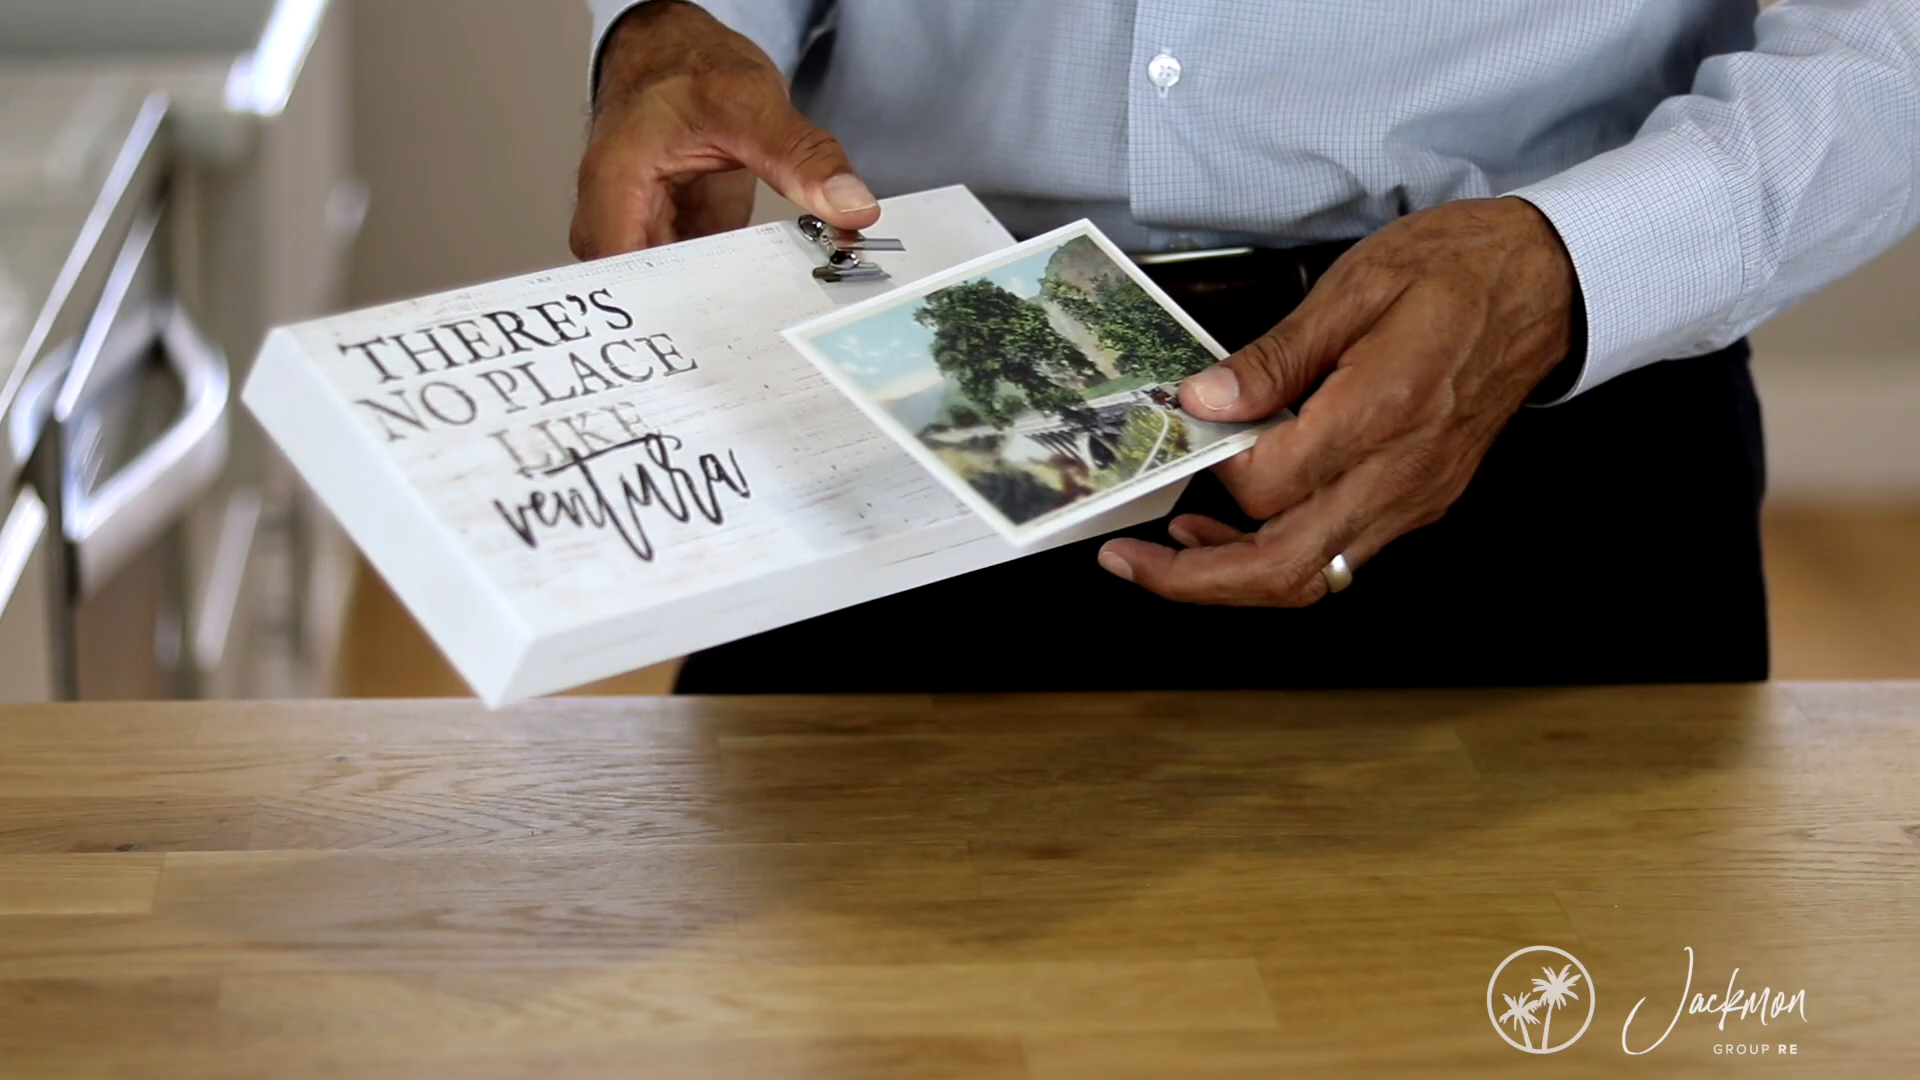 THERE'S
NO PLACE
LIKE
ventura
Jackmon
GROUP RE